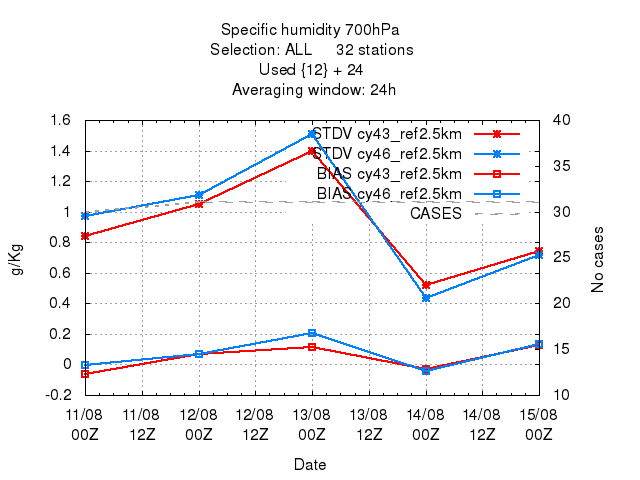 Specific humidity 700hPa
Selection: ALL 32 stations
Used {12} + 24
Averaging window: 24h
1.6
1.4
1.2
1
0.8
0.6
0.4
0.2
0
-0.2
g/Kg
40
35
30
25
20
15
10
No cases
STDV cy43_ref2.5km
STDV cy46_ref2.5km
BIAS cy43_ref2.5km
BIAS cy46_ref2.5km
CASES
11/08 11/08 12/08 12/08 13/08 13/08 14/08 14/08 15/08
00Z 12Z 00Z 12Z 00Z 12Z 00Z 12Z 00Z
Date